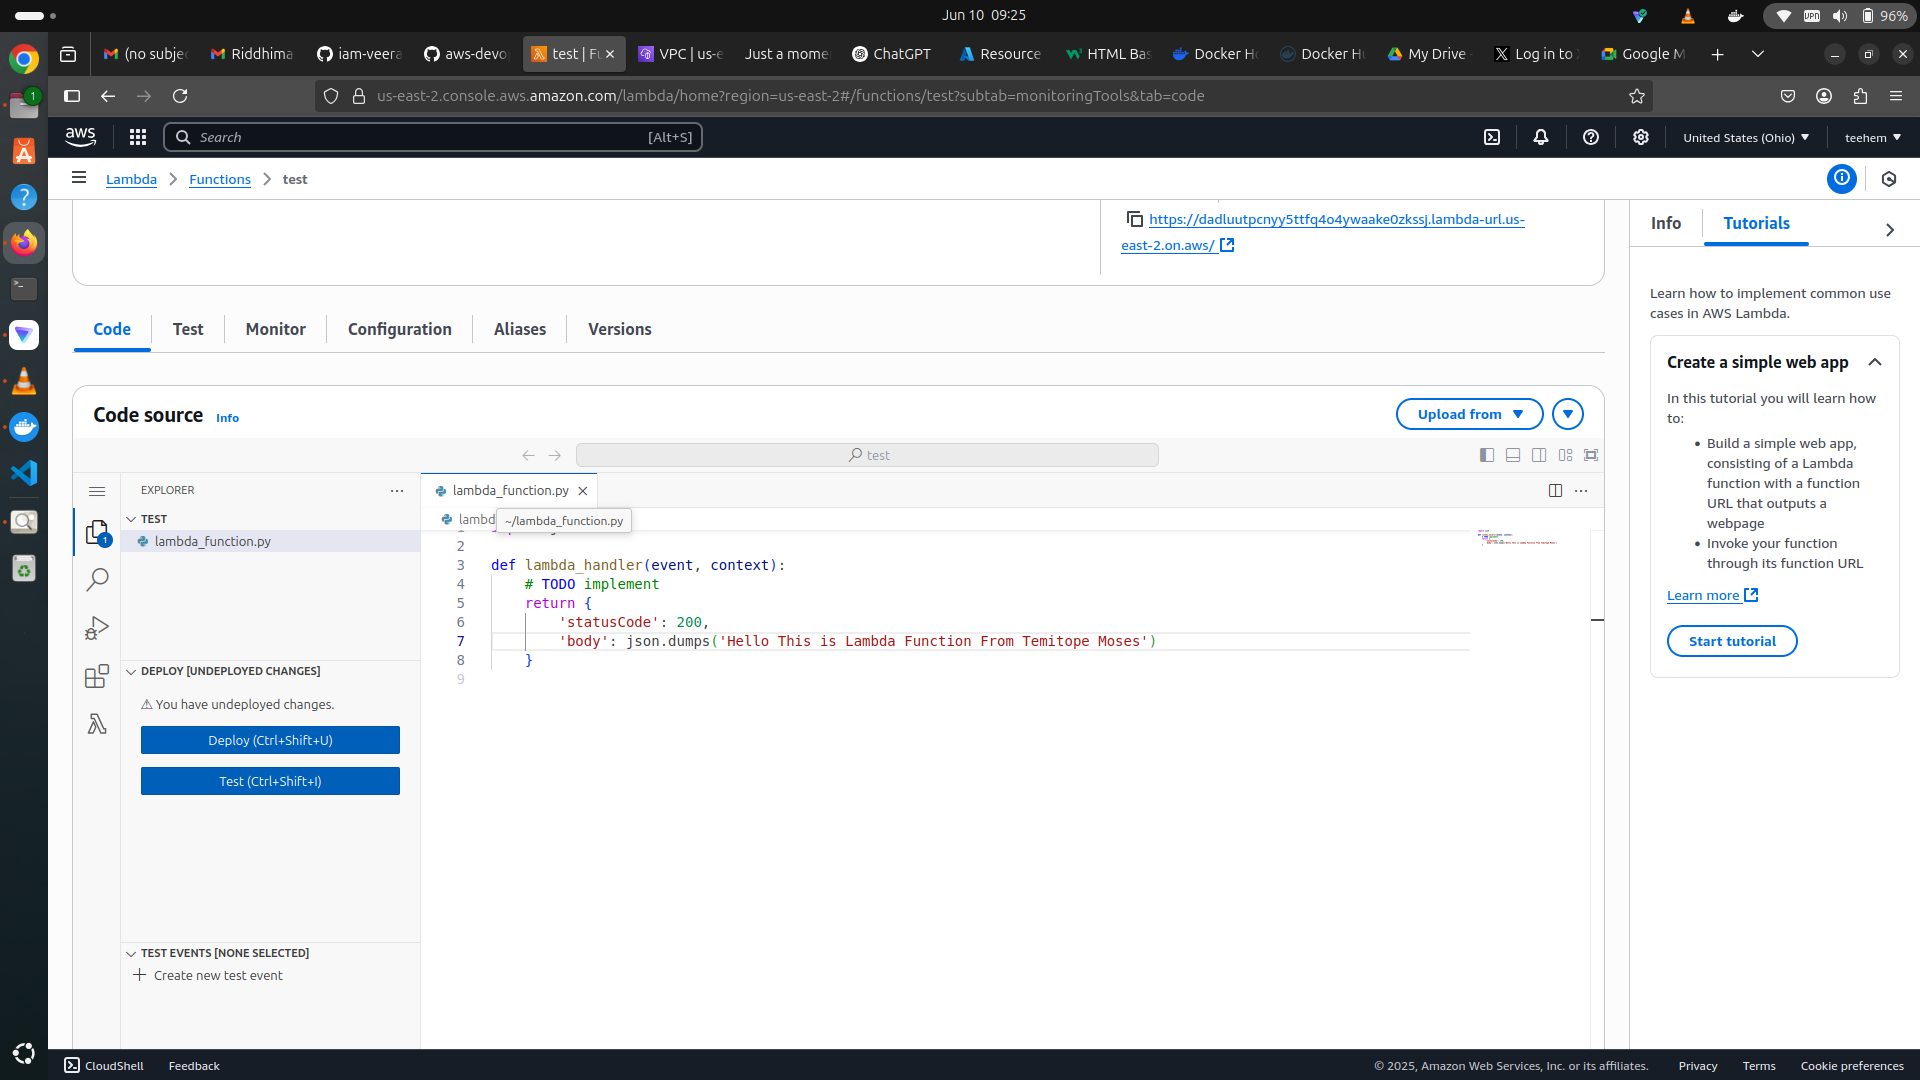 Jun 10 09:25
VPN
96%
1
(no subje
Riddhima
iam-veera
aws-devo
test | Fu
VPC | us-e
Just a mome
ChatGPT
Resource
HTML Bas
Docker Ho
Docker Hu
My Drive
Log in to
Google M
us-east-2.console.aws.amazon.com/lambda/home?region=us-east-2#/functions/test?subtab=monitoringTools&tab=code
aws
Search
[Alt+S]
United States (Ohio)
teehem
Lambda
Functions
test
https://dadluutpcnyy5ttfq4o4ywaake0zkssj.lambda-url.us-
east-2.on.aws/
Info
Tutorials
Learn how to implement common use
cases in AWS Lambda.
Create a simple web app
In this tutorial you will learn how
to:
• Build a simple web app,
consisting of a Lambda
function with a function
URL that outputs a
webpage
• Invoke your function
through its function URL
Learn more
Start tutorial
Code
Test
Monitor
Configuration
Aliases
Versions
Code source
Info
Upload from
test
EXPLORER
TEST
lambda_function.py
1
DEPLOY [UNDEPLOYED CHANGES]
You have undeployed changes.
Deploy (Ctrl+Shift+U)
Test (Ctrl+Shift+I)
TEST EVENTS [NONE SELECTED]
Create new test event
lambda_function.py
lambd
~/lambda_function.py
2
3 def lambda_handler(event, context):
4 # TODO implement
5 return {
6 'statusCode': 200,
7 'body': json.dumps('Hello This is Lambda Function From Temitope Moses')
8 }
9
CloudShell
Feedback
© 2025, Amazon Web Services, Inc. or its affiliates.
Privacy
Terms
Cookie preferences